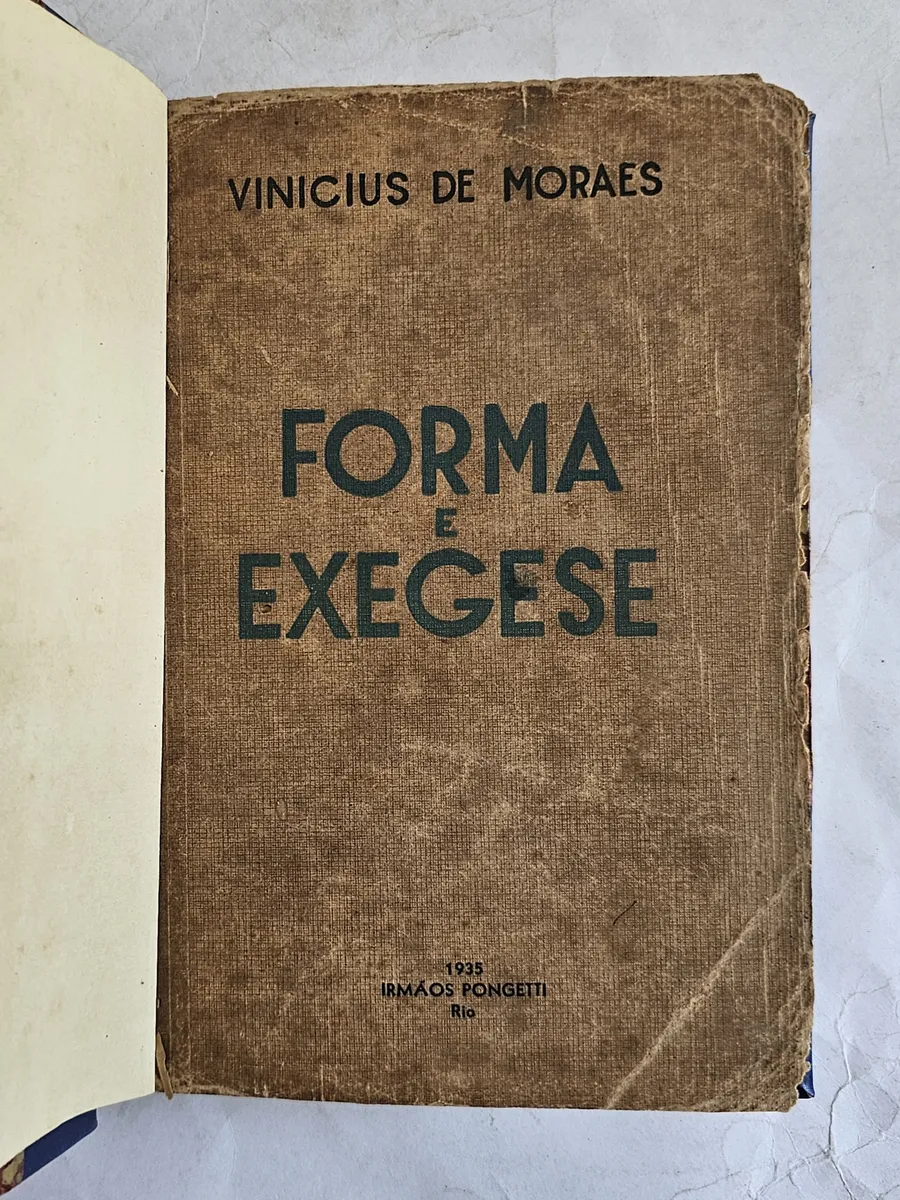 VINICIUS DE MORAES
FORMA
E
EXEGESE
1935
IRMÃOS PONGETTI
Rio